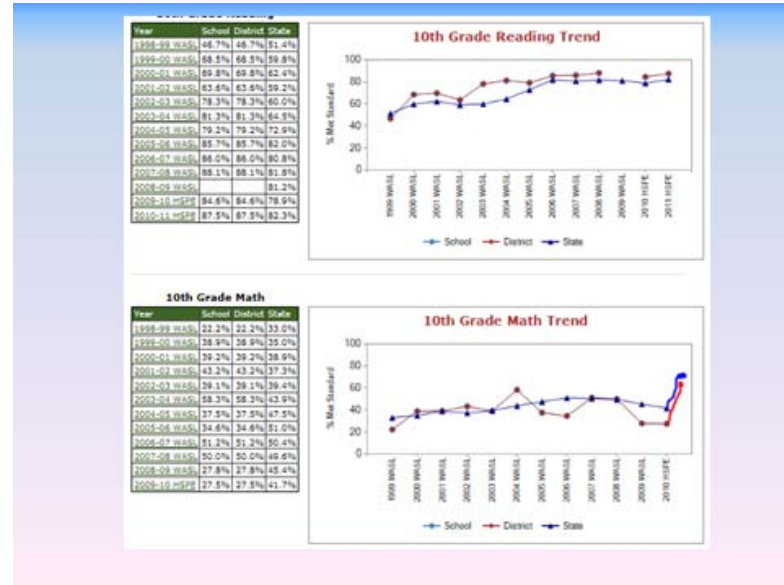 10th Grade Reading
Year School District State
1998-99 WASL 46.7% 46.7% 51.4%
1999-00 WASL 68.5% 68.5% 59.8%
2000-01 WASL 69.8% 69.8% 62.4%
2001-02 WASL 63.6% 63.6% 59.2%
2002-03 WASL 78.3% 78.3% 60.0%
2003-04 WASL 81.3% 81.3% 64.5%
2004-05 WASL 79.2% 79.2% 72.9%
2005-06 WASL 85.7% 85.7% 82.0%
2006-07 WASL 86.0% 86.0% 80.8%
2007-08 WASL 88.1% 88.1% 81.8%
2008-09 WASL 81.2%
2009-10 HSPE 84.6% 84.6% 78.9%
2010-11 HSPE 87.5% 87.5% 82.3%
10th Grade Reading Trend
% Met Standard
100
80
60
40
20
0
1999 WASL
2000 WASL
2001 WASL
2002 WASL
2003 WASL
2004 WASL
2005 WASL
2006 WASL
2007 WASL
2008 WASL
2009 WASL
2010 HSPE
2011 HSPE
School District State
10th Grade Math
Year School District State
1998-99 WASL 22.2% 22.2% 33.0%
1999-00 WASL 38.9% 38.9% 35.0%
2000-01 WASL 39.2% 39.2% 38.9%
2001-02 WASL 43.2% 43.2% 37.3%
2002-03 WASL 39.1% 39.1% 39.4%
2003-04 WASL 58.3% 58.3% 43.9%
2004-05 WASL 37.5% 37.5% 47.5%
2005-06 WASL 34.6% 34.6% 51.0%
2006-07 WASL 51.2% 51.2% 50.4%
2007-08 WASL 50.0% 50.0% 49.6%
2008-09 WASL 27.8% 27.8% 45.4%
2009-10 HSPE 27.5% 27.5% 41.7%
10th Grade Math Trend
% Met Standard
100
80
60
40
20
0
1999 WASL
2000 WASL
2001 WASL
2002 WASL
2003 WASL
2004 WASL
2005 WASL
2006 WASL
2007 WASL
2008 WASL
2009 WASL
2010 HSPE
School District State